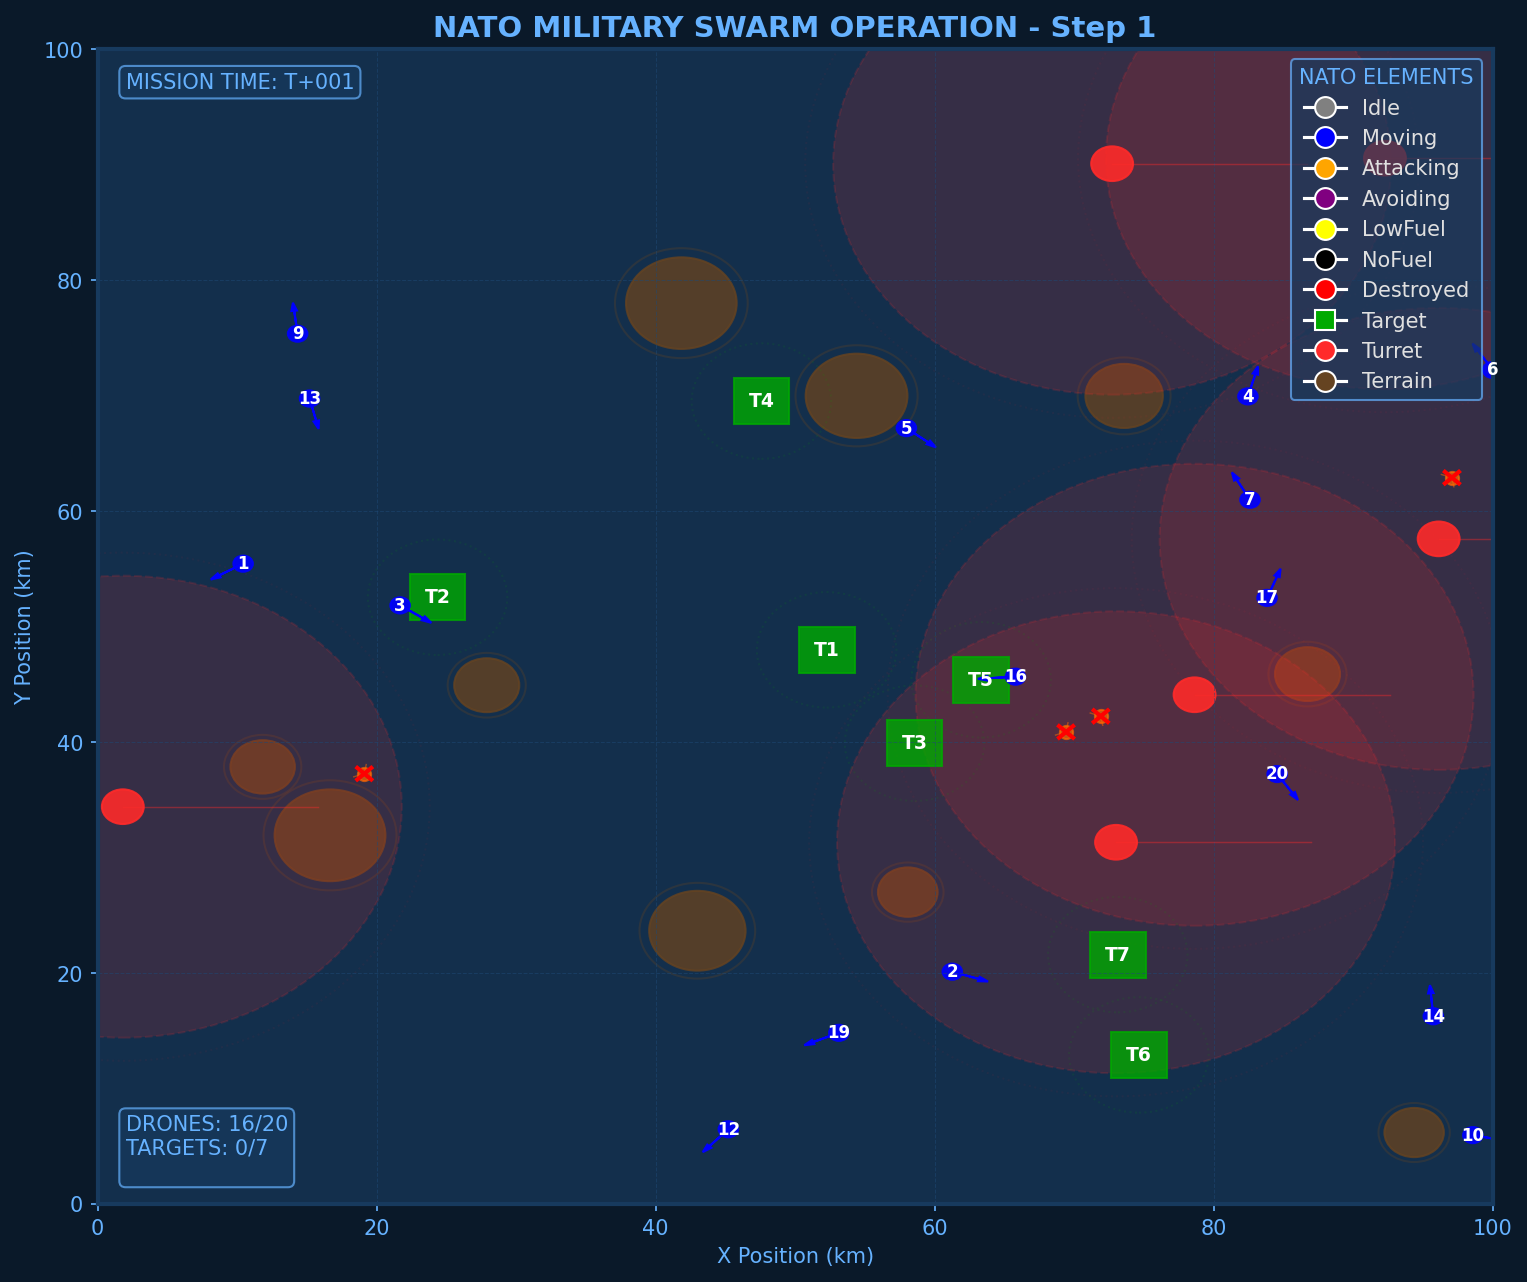 NATO MILITARY SWARM OPERATION - Step 1
MISSION TIME: T+001
NATO ELEMENTS
Idle
Moving
Attacking
Avoiding
LowFuel
NoFuel
Destroyed
Target
Turret
Terrain
100
80
60
40
20
0
Y Position (km)
9
13
T4
5
4
6
7
1
T2
3
T1
17
T5
16
T3
20
T7
2
14
19
T6
12
10
DRONES: 16/20
TARGETS: 0/7
0
20
40
60
80
100
X Position (km)